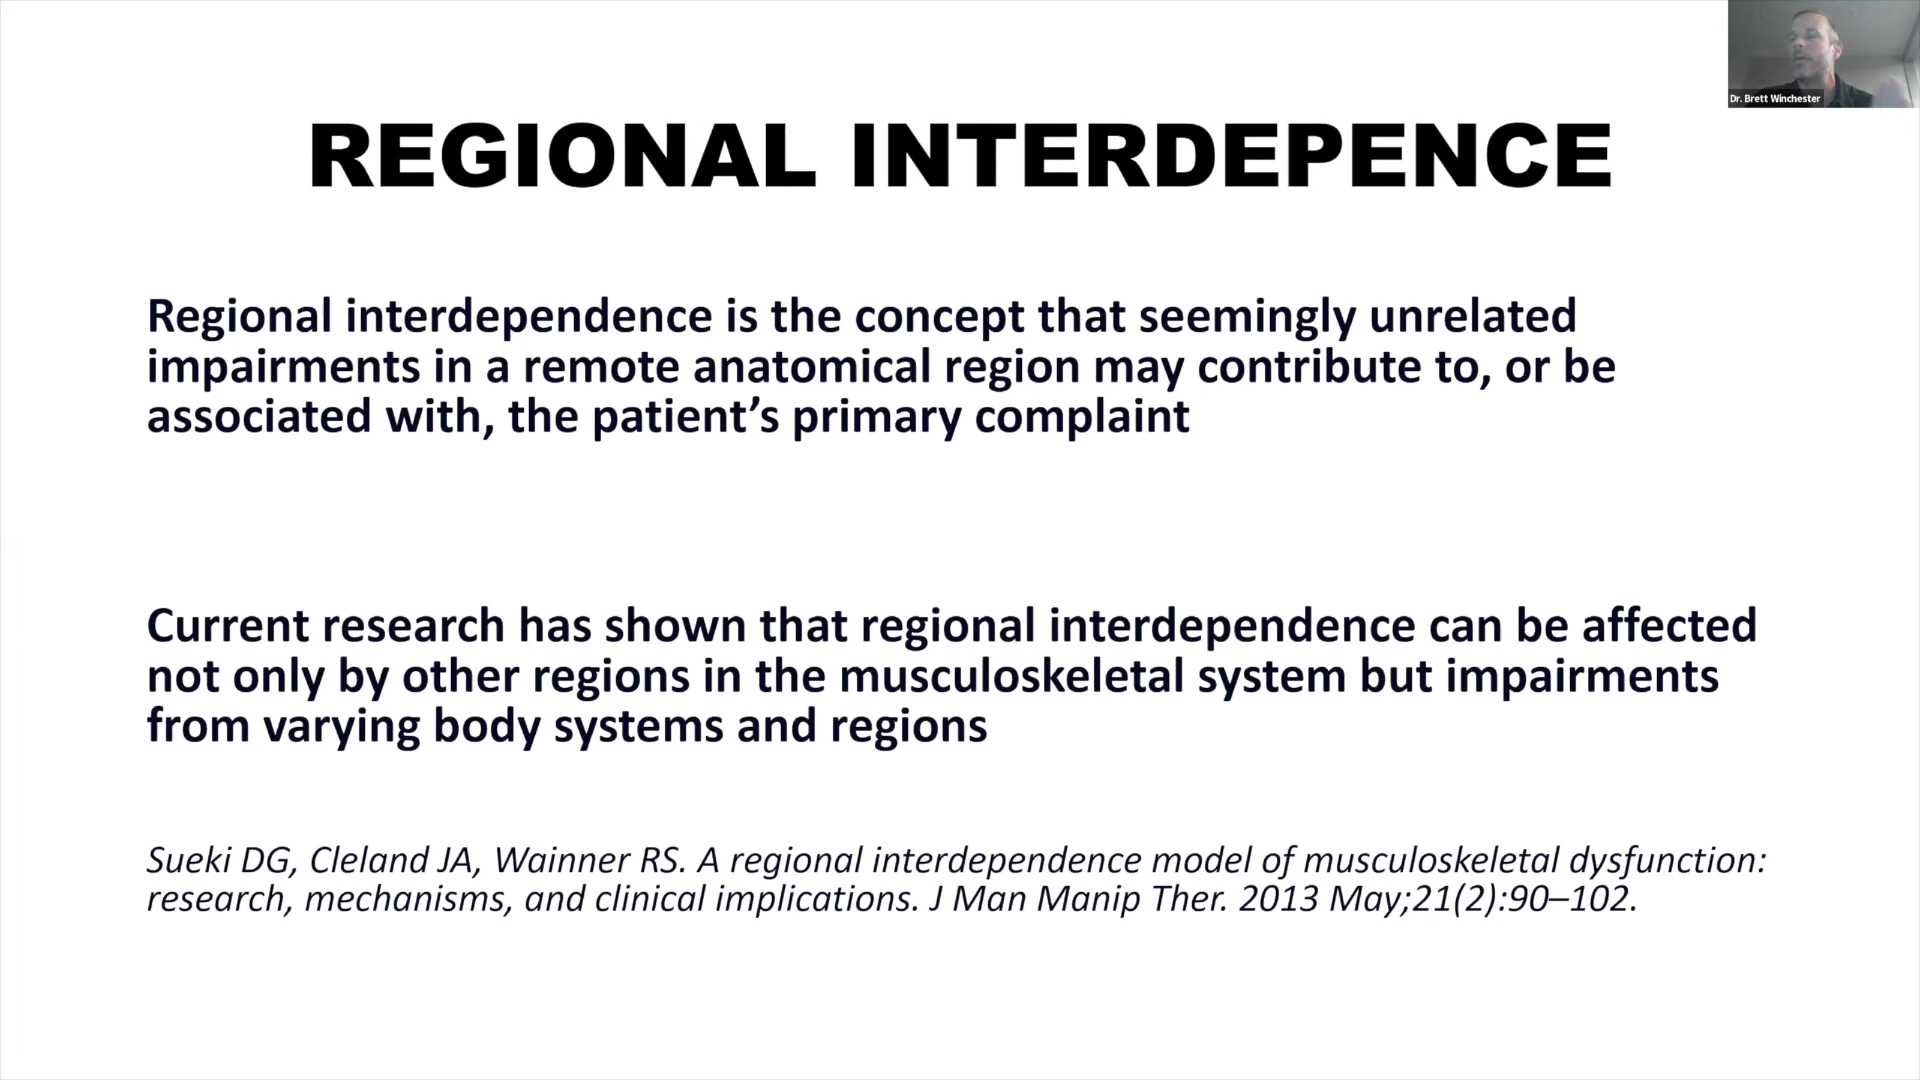 Dr. Brett Winchester
REGIONAL INTERDEPENCE
Regional interdependence is the concept that seemingly unrelated
impairments in a remote anatomical region may contribute to, or be
associated with, the patient’s primary complaint
Current research has shown that regional interdependence can be affected
not only by other regions in the musculoskeletal system but impairments
from varying body systems and regions
Sueki DG, Cleland JA, Wainner RS. A regional interdependence model of musculoskeletal dysfunction:
research, mechanisms, and clinical implications. J Man Manip Ther. 2013 May;21(2):90–102.